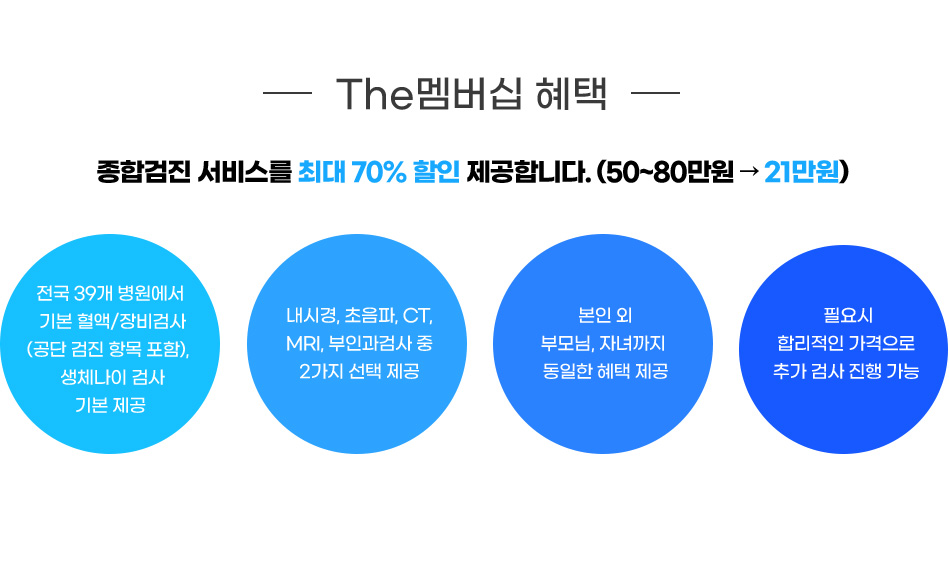 The멤버십 혜택
종합검진 서비스를 최대 70% 할인 제공합니다. (50~80만원 → 21만원)
전국 39개 병원에서
기본 혈액/장비검사
(공단 검진 항목 포함),
생체나이 검사
기본 제공
내시경, 초음파, CT,
MRI, 부인과검사 중
2가지 선택 제공
본인 외
부모님, 자녀까지
동일한 혜택 제공
필요시
합리적인 가격으로
추가 검사 진행 가능